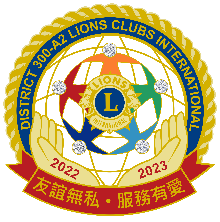 DISTRICT 300-A2 LIONS CLUBS INTERNATIONAL
LIONS
L
INTERNATIONAL
2022
2023
友誼無私・服務有愛